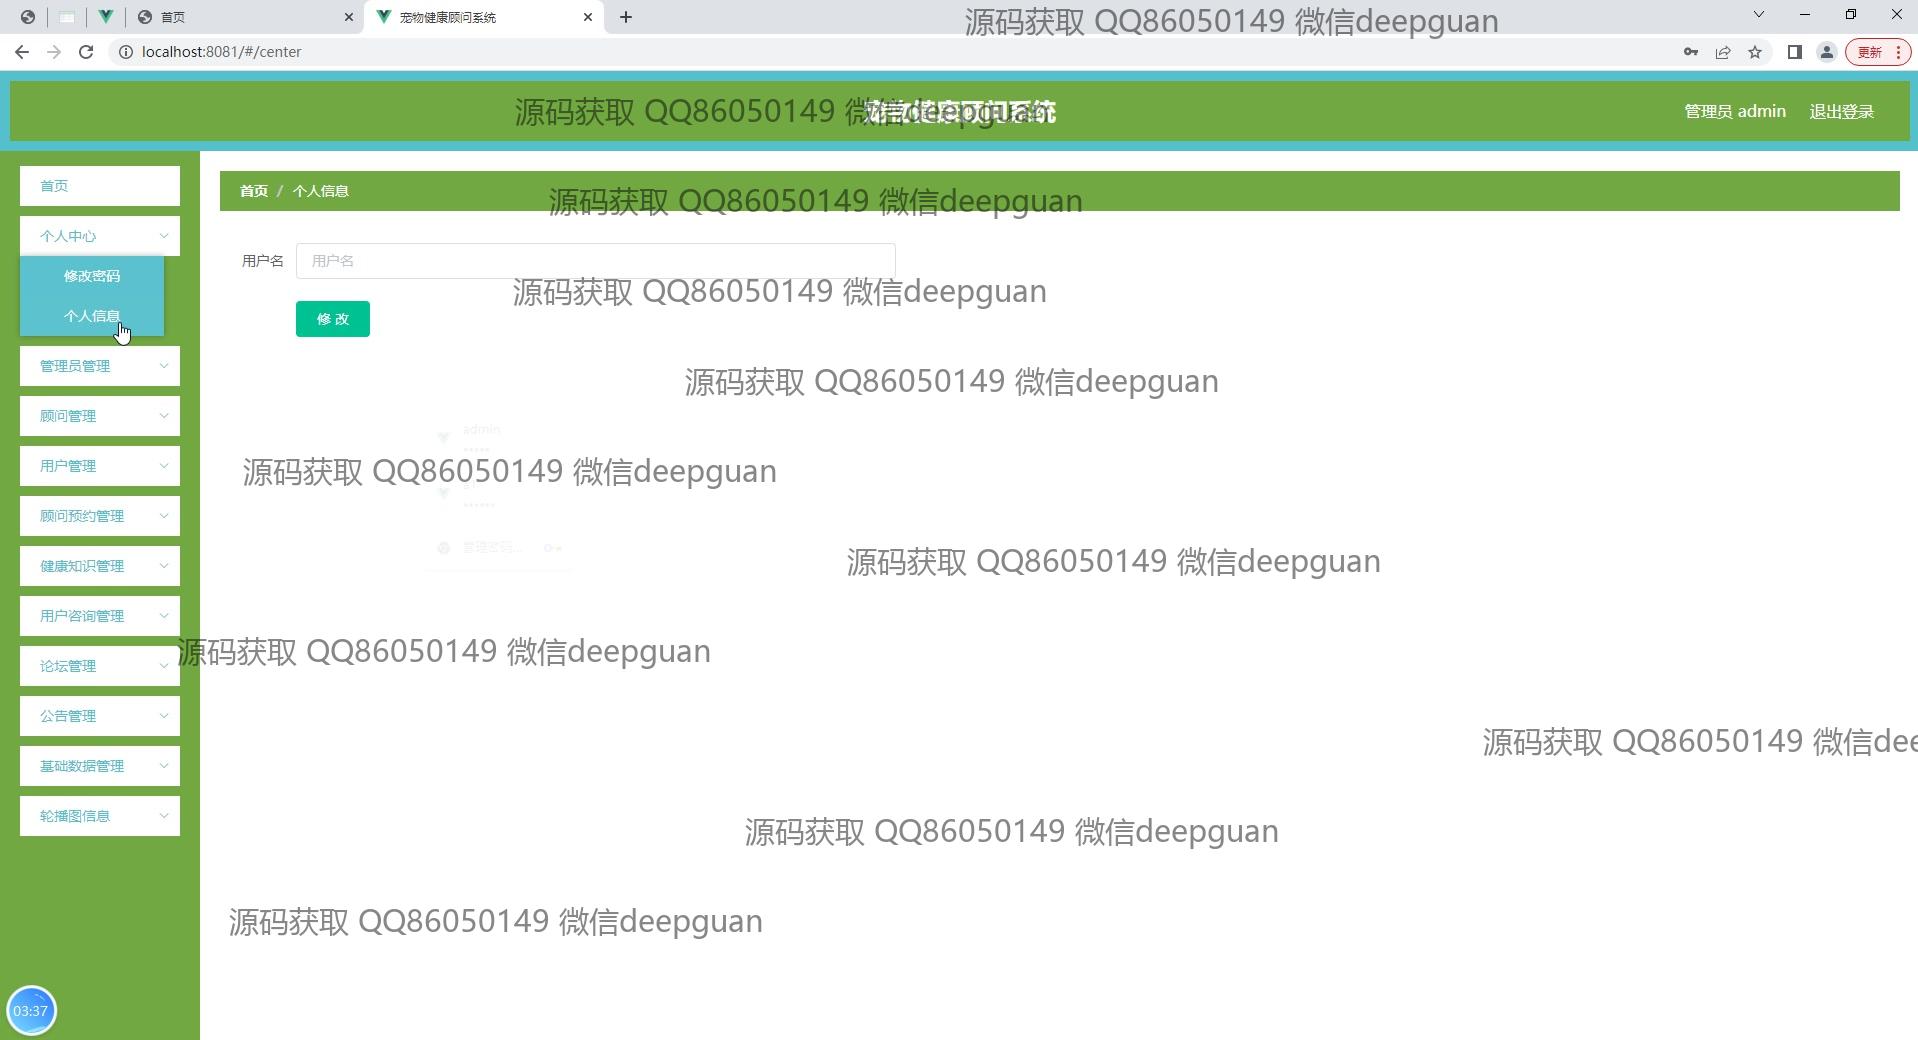 首页
宠物健康顾问系统
源码获取 QQ86050149 微信deepguan
localhost:8081/#/center
更新
源码获取 QQ86050149 微信deepguan
宠物健康顾问系统
管理员 admin
退出登录
首页
个人中心
修改密码
个人信息
管理员管理
顾问管理
用户管理
顾问预约管理
健康知识管理
用户咨询管理
论坛管理
公告管理
基础数据管理
轮播图信息
03:37
首页 / 个人信息
源码获取 QQ86050149 微信deepguan
用户名 用户名
源码获取 QQ86050149 微信deepguan
修 改
源码获取 QQ86050149 微信deepguan
admin
源码获取 QQ86050149 微信deepguan
管理密码...
源码获取 QQ86050149 微信deepguan
源码获取 QQ86050149 微信deepguan
源码获取 QQ86050149 微信dee
源码获取 QQ86050149 微信deepguan
源码获取 QQ86050149 微信deepguan